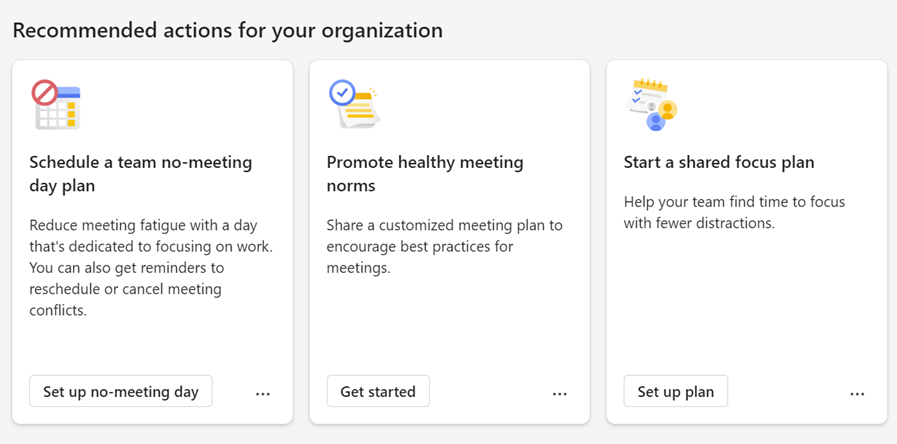 Recommended actions for your organization
Schedule a team no-meeting
day plan
Reduce meeting fatigue with a day
that's dedicated to focusing on work.
You can also get reminders to
reschedule or cancel meeting
conflicts.
Set up no-meeting day
Promote healthy meeting
norms
Share a customized meeting plan to
encourage best practices for
meetings.
Get started
Start a shared focus plan
Help your team find time to focus
with fewer distractions.
Set up plan